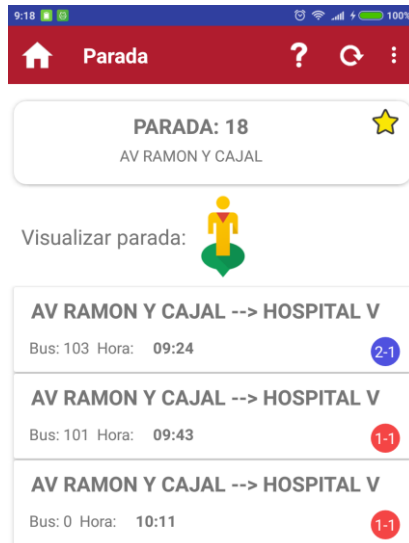 9:18 100%
Parada ?
PARADA: 18
AV RAMON Y CAJAL
Visualizar parada:
AV RAMON Y CAJAL --> HOSPITAL V
Bus: 103 Hora: 09:24
2-1
AV RAMON Y CAJAL --> HOSPITAL V
Bus: 101 Hora: 09:43
1-1
AV RAMON Y CAJAL --> HOSPITAL V
Bus: 0 Hora: 10:11
1-1